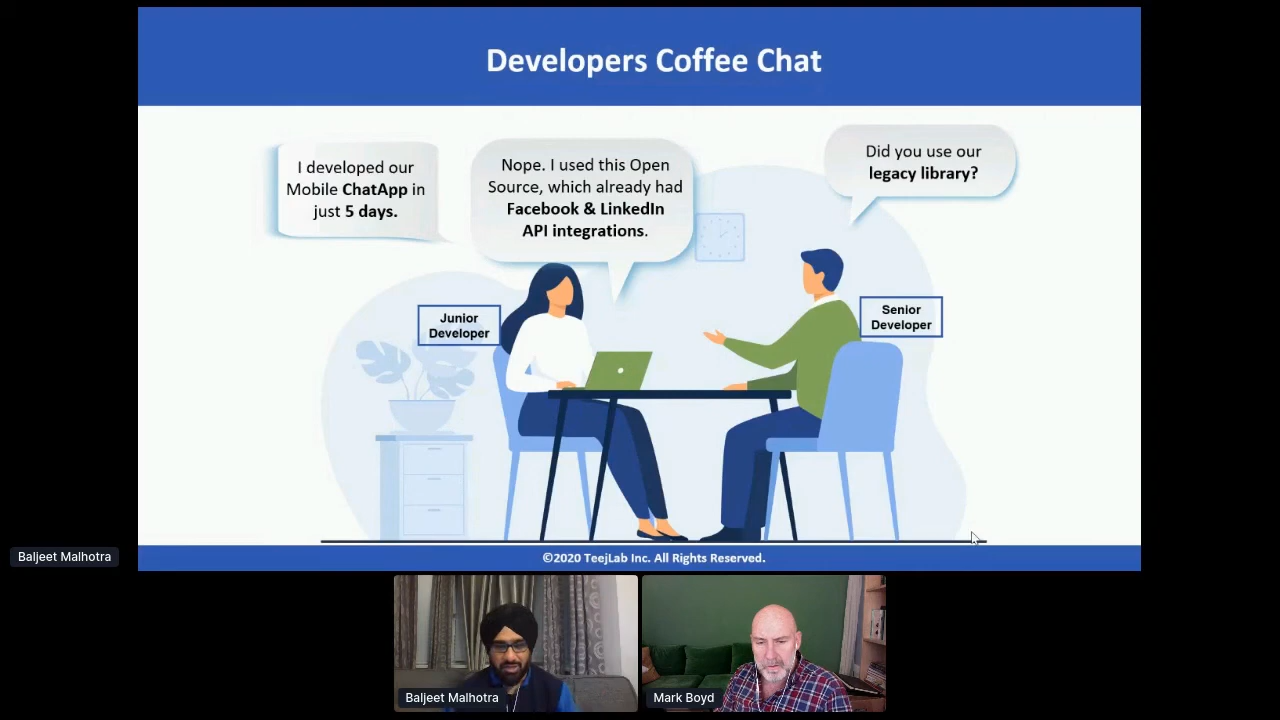 Developers Coffee Chat
I developed our
Mobile ChatApp in
just 5 days.
Nope. I used this Open
Source, which already had
Facebook & LinkedIn
API integrations.
Did you use our
legacy library?
Junior
Developer
Senior
Developer
©2020 TeejLab Inc. All Rights Reserved.
Baljeet Malhotra
Baljeet Malhotra
Mark Boyd